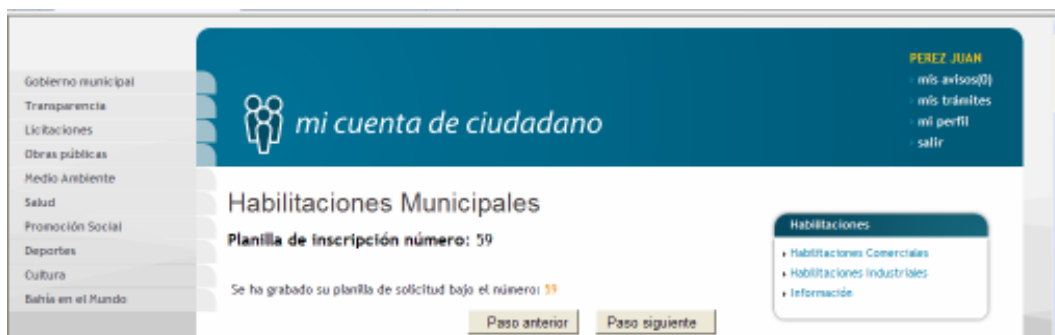 Gobierno municipal
Transparencia
Licitaciones
Obras públicas
Medio Ambiente
Salud
Promoción Social
Deportes
Cultura
Bahía en el Mundo
mi cuenta de ciudadano
PEREZ JUAN
mis avisos(0)
mis trámites
mi perfil
salir
Habilitaciones Municipales
Planilla de inscripción número: 59
Se ha grabado su planilla de solicitud bajo el número: 59
Paso anterior Paso siguiente
Habilitaciones
Habilitaciones Comerciales
Habilitaciones Industriales
Información